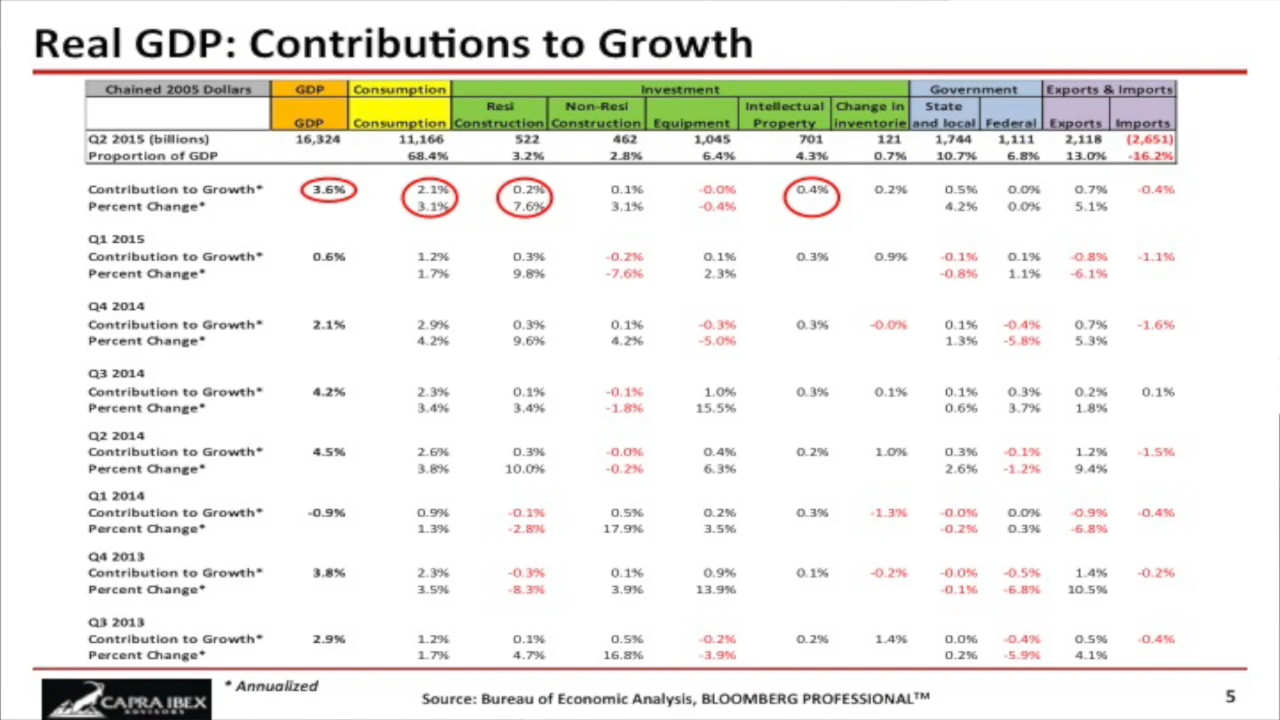 Real GDP: Contributions to Growth
Chained 2005 Dollars GDP Consumption Investment Government Exports & Imports
GDP Consumption Resi Construction Non-Resi Construction Equipment Intellectual Property Change in inventorie State and local Federal Exports Imports
Q2 2015 (billions) 16,324 11,166 522 462 1,045 701 121 1,744 1,111 2,118 (2,651)
Proportion of GDP 68.4% 3.2% 2.8% 6.4% 4.3% 0.7% 10.7% 6.8% 13.0% -16.2%
Contribution to Growth* 3.6% 2.1% 0.2% 0.1% -0.0% 0.4% 0.2% 0.5% 0.0% 0.7% -0.4%
Percent Change* 3.1% 7.6% 3.1% -0.4% 4.2% 0.0% 5.1%
Q1 2015
Contribution to Growth* 0.6% 1.2% 0.3% -0.2% 0.1% 0.3% 0.9% -0.1% 0.1% -0.8% -1.1%
Percent Change* 1.7% 9.8% -7.6% 2.3% -0.8% 1.1% -6.1%
Q4 2014
Contribution to Growth* 2.1% 2.9% 0.3% 0.1% -0.3% 0.3% -0.0% 0.1% -0.4% 0.7% -1.6%
Percent Change* 4.2% 9.6% 4.2% -5.0% 1.3% -5.8% 5.3%
Q3 2014
Contribution to Growth* 4.2% 2.3% 0.1% -0.1% 1.0% 0.3% 0.1% 0.1% 0.3% 0.2% 0.1%
Percent Change* 3.4% 3.4% -1.8% 15.5% 0.6% 3.7% 1.8%
Q2 2014
Contribution to Growth* 4.5% 2.6% 0.3% -0.0% 0.4% 0.2% 1.0% 0.3% -0.1% 1.2% -1.5%
Percent Change* 3.8% 10.0% -0.2% 6.3% 2.6% -1.2% 9.4%
Q1 2014
Contribution to Growth* -0.9% 0.9% -0.1% 0.5% 0.2% 0.3% -1.3% -0.0% 0.0% -0.9% -0.4%
Percent Change* 1.3% -2.8% 17.9% 3.5% -0.2% 0.3% -6.8%
Q4 2013
Contribution to Growth* 3.8% 2.3% -0.3% 0.1% 0.9% 0.1% -0.2% -0.0% -0.5% 1.4% -0.2%
Percent Change* 3.5% -8.3% 3.9% 13.9% -0.1% -6.8% 10.5%
Q3 2013
Contribution to Growth* 2.9% 1.2% 0.1% 0.5% -0.2% 0.2% 1.4% 0.0% -0.4% 0.5% -0.4%
Percent Change* 1.7% 4.7% 16.8% -3.9% 0.2% -5.9% 4.1%
CAPRA IBEX
ADVISORS
* Annualized
Source: Bureau of Economic Analysis, BLOOMBERG PROFESSIONAL™
5